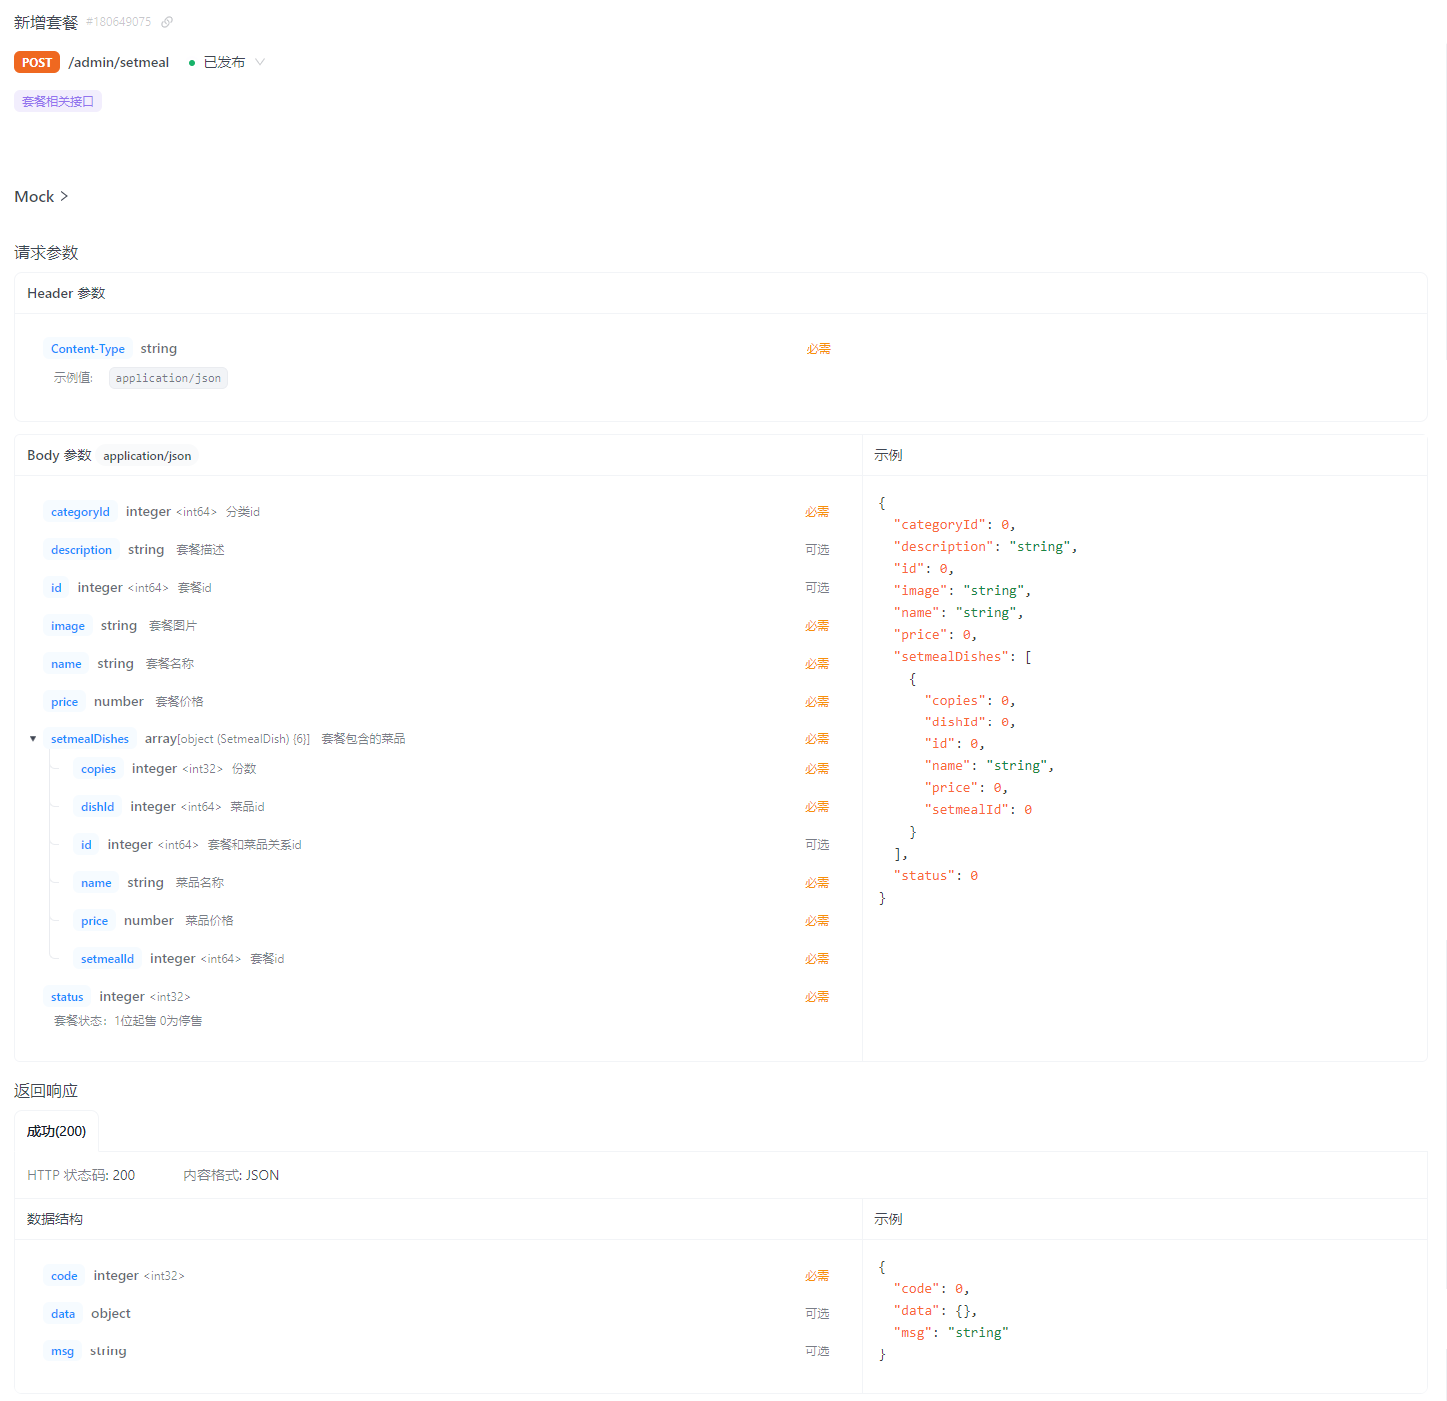 新增套餐 #180649075
POST /admin/setmeal 已发布
套餐相关接口
Mock >
请求参数
Header 参数
Content-Type string 必需
示例值: application/json
Body 参数 application/json
categoryId integer <int64> 分类id 必需
description string 套餐描述 可选
id integer <int64> 套餐id 可选
image string 套餐图片 必需
name string 套餐名称 必需
price number 套餐价格 必需
setmealDishes array[object (SetmealDish) {6}] 套餐包含的菜品 必需
copies integer <int32> 份数 必需
dishId integer <int64> 菜品id 必需
id integer <int64> 套餐和菜品关系id 可选
name string 菜品名称 必需
price number 菜品价格 必需
setmealId integer <int64> 套餐id 必需
status integer <int32> 必需
套餐状态：1位起售 0为停售
示例
{
"categoryId": 0,
"description": "string",
"id": 0,
"image": "string",
"name": "string",
"price": 0,
"setmealDishes": [
{
"copies": 0,
"dishId": 0,
"id": 0,
"name": "string",
"price": 0,
"setmealId": 0
}
],
"status": 0
}
返回响应
成功(200)
HTTP 状态码: 200 内容格式: JSON
数据结构
code integer <int32> 必需
data object 可选
msg string 可选
示例
{
"code": 0,
"data": {},
"msg": "string"
}